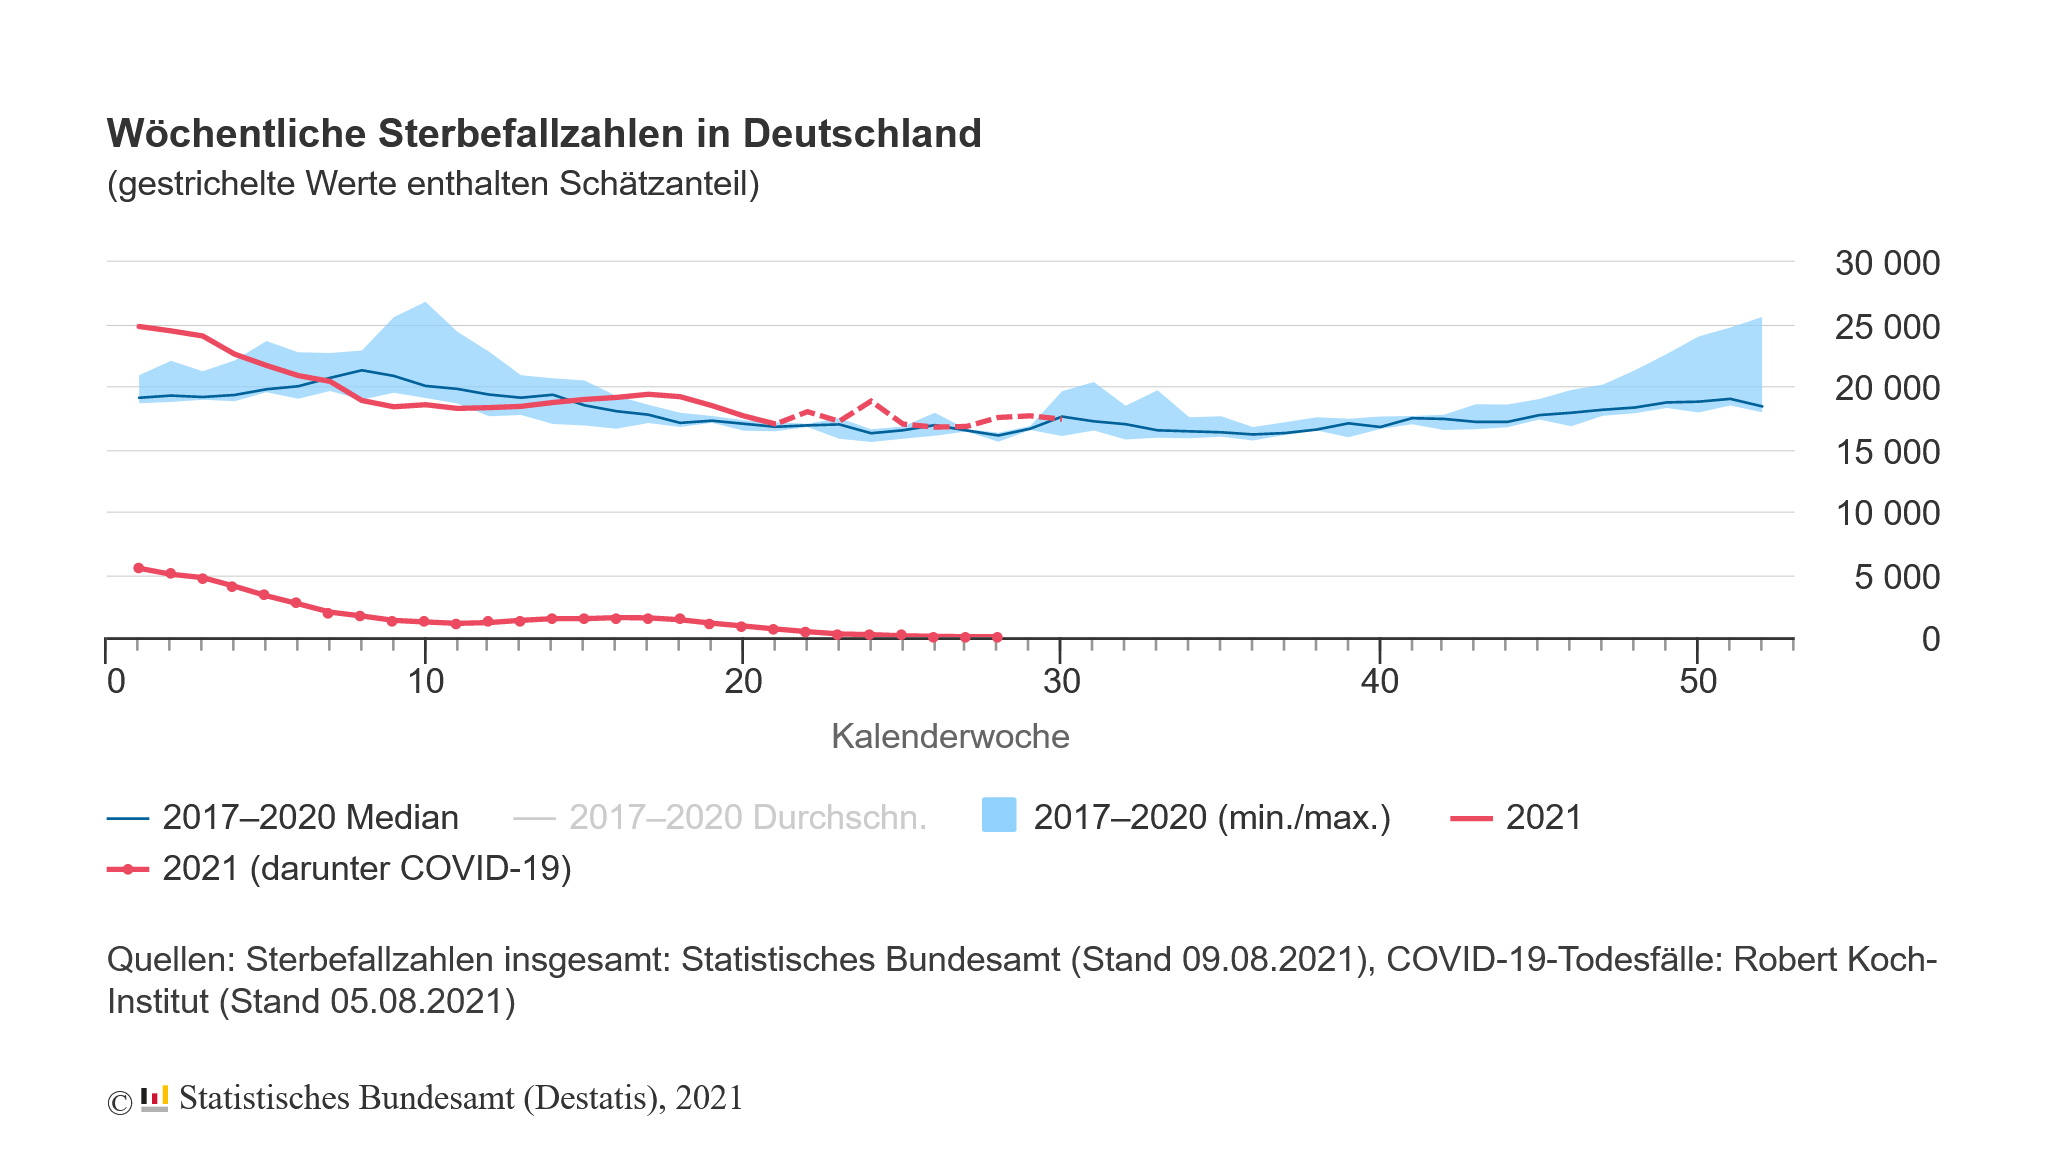 Wöchentliche Sterbefallzahlen in Deutschland
(gestrichelte Werte enthalten Schätzanteil)
30 000
25 000
20 000
15 000
10 000
5 000
0
0 10 20 30 40 50
Kalenderwoche
2017–2020 Median 2017–2020 Durchschn. 2017–2020 (min./max.) 2021
2021 (darunter COVID-19)
Quellen: Sterbefallzahlen insgesamt: Statistisches Bundesamt (Stand 09.08.2021), COVID-19-Todesfälle: Robert Koch-
Institut (Stand 05.08.2021)
© Statistisches Bundesamt (Destatis), 2021